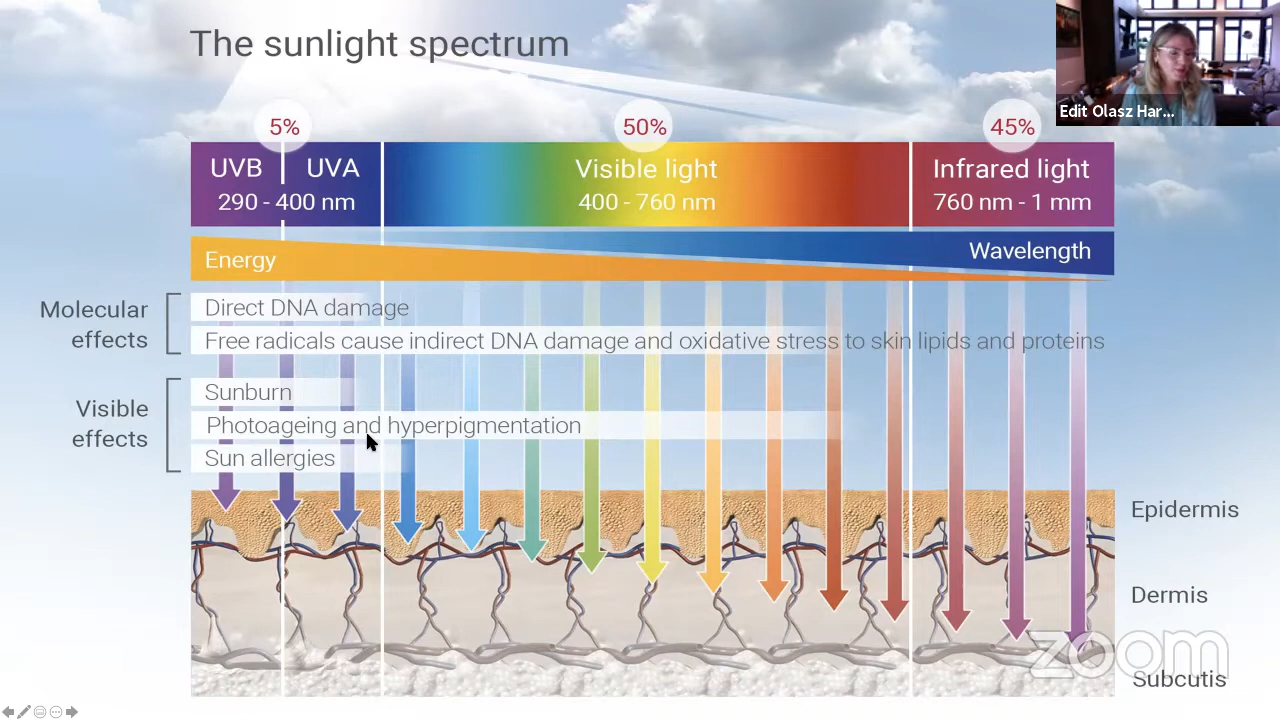 The sunlight spectrum
Edit Olasz Har...
5%
50%
45%
UVB
UVA
290 - 400 nm
Visible light
400 - 760 nm
Infrared light
760 nm - 1 mm
Energy
Wavelength
Molecular
effects
Direct DNA damage
Free radicals cause indirect DNA damage and oxidative stress to skin lipids and proteins
Visible
effects
Sunburn
Photoageing and hyperpigmentation
Sun allergies
Epidermis
Dermis
zoom
Subcutis